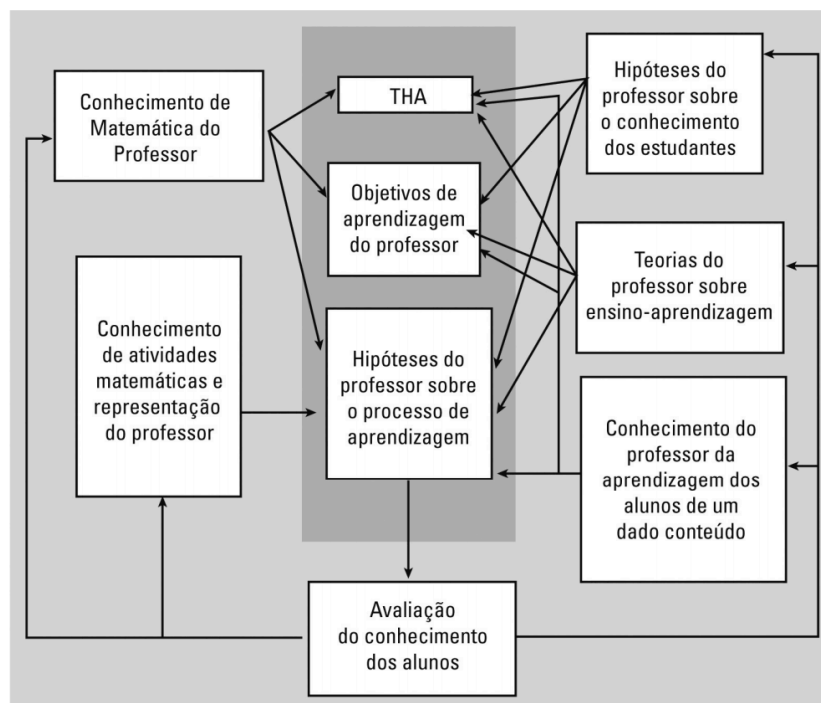 Conhecimento de
Matemática do
Professor
THA
Hipóteses do
professor sobre
o conhecimento
dos estudantes
Objetivos de
aprendizagem
do professor
Teorias do
professor sobre
ensino-aprendizagem
Conhecimento
de atividades
matemáticas e
representação
do professor
Hipóteses do
professor sobre
o processo de
aprendizagem
Conhecimento do
professor da
aprendizagem dos
alunos de um
dado conteúdo
Avaliação
do conhecimento
dos alunos